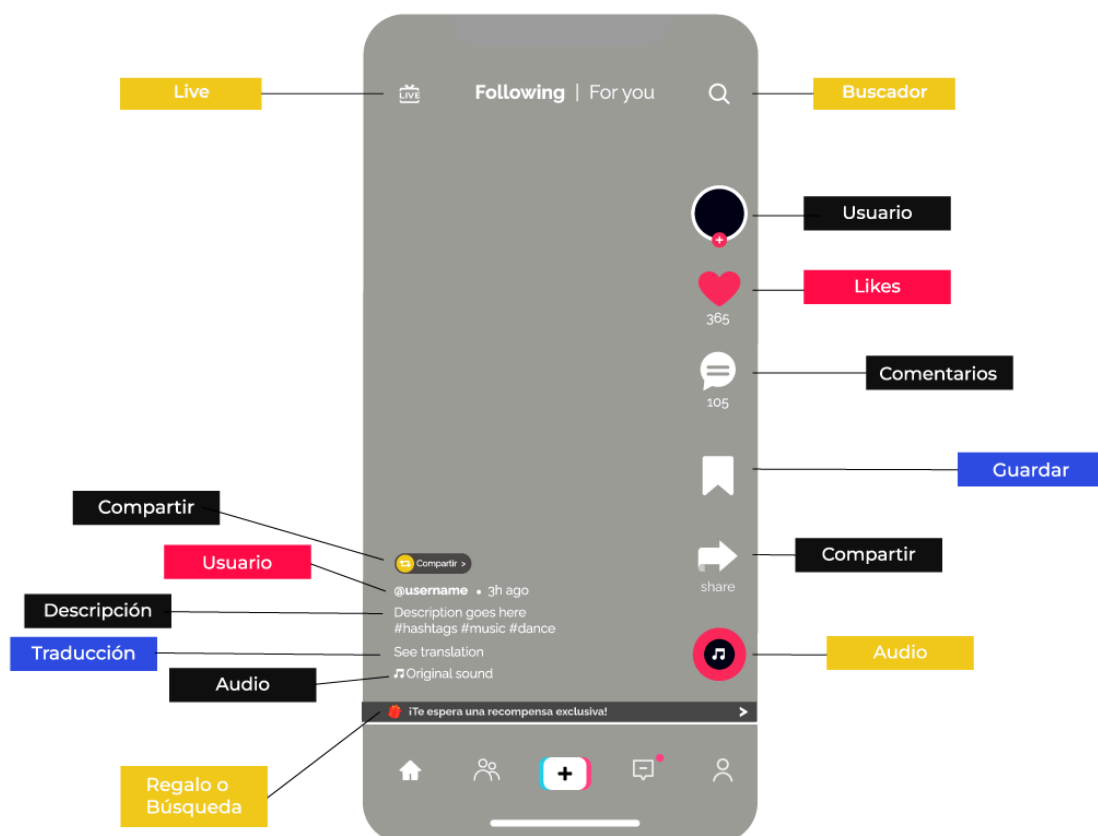 Live
LIVE
Following | For you
Buscador
Usuario
Likes
365
Comentarios
105
Guardar
Compartir
Compartir >
Compartir
share
Usuario
@username • 3h ago
Descripción
Description goes here
#hashtags #music #dance
Traducción
See translation
Audio
Audio
Original sound
¡Te espera una recompensa exclusiva! >
Regalo o
Búsqueda